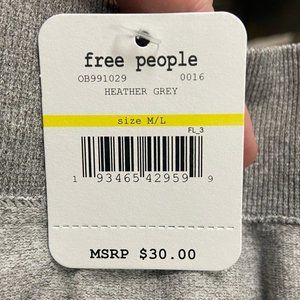 free people
OB991029 0016
HEATHER GREY
size M/L
FL_3
1 93465 42959 9
MSRP $30.00